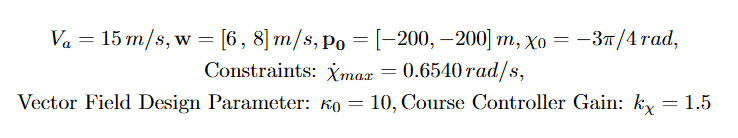 V_a = 15 m/s, w = [6 , 8] m/s, p_0 = [−200, −200] m, χ_0 = −3π/4 rad,
Constraints: χ̇_max = 0.6540 rad/s,
Vector Field Design Parameter: κ_0 = 10, Course Controller Gain: k_χ = 1.5